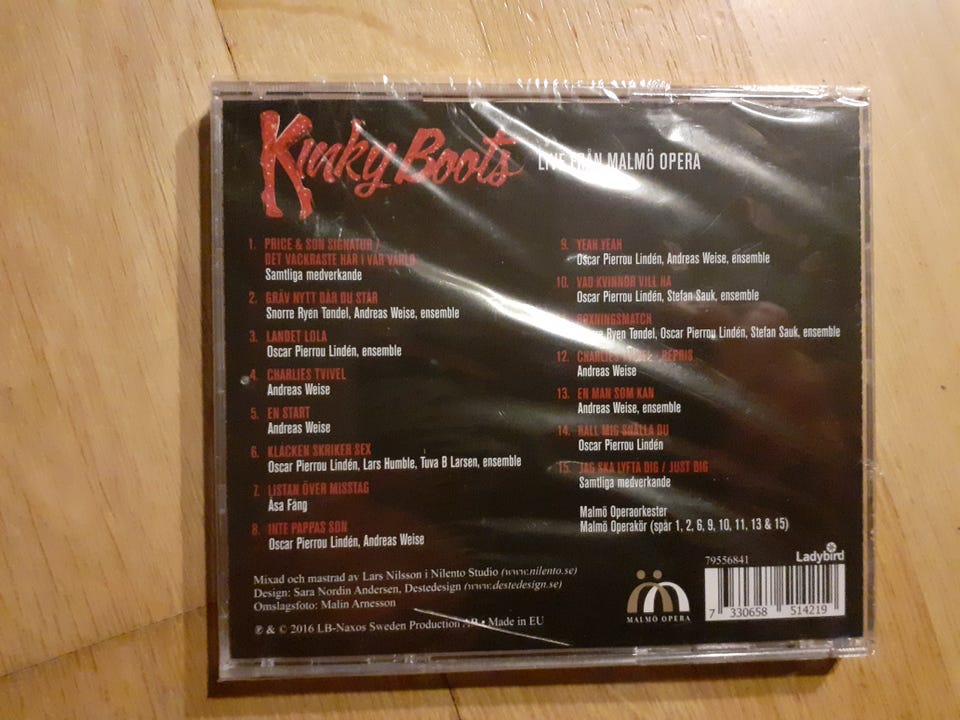 Kinky Boots LIVE FRÅN MALMÖ OPERA
1. PRICE & SON SIGNATUR /
DET VACKRASTE HÄR I VÅR VÄRLD
Samtliga medverkande
2. GRÄV NYTT DÄR DU STÅR
Snorre Ryen Tøndel, Andreas Weise, ensemble
3. LANDET LOLA
Oscar Pierrou Lindén, ensemble
4. CHARLIES TVIVEL
Andreas Weise
5. EN START
Andreas Weise
6. KLACKEN SKRIKER SEX
Oscar Pierrou Lindén, Lars Humble, Tuva B Larsen, ensemble
7. LISTAN ÖVER MISSTAG
Åsa Fång
8. INTE PAPPAS SON
Oscar Pierrou Lindén, Andreas Weise
9. YEAH YEAH
Oscar Pierrou Lindén, Andreas Weise, ensemble
10. VAD KVINNOR VILL HA
Oscar Pierrou Lindén, Stefan Sauk, ensemble
BOXNINGSMATCH
Ryen Tøndel, Oscar Pierrou Lindén, Stefan Sauk, ensemble
12. CHARLIES TVIVEL REPRIS
Andreas Weise
13. EN MAN SOM KAN
Andreas Weise, ensemble
14. HÅLL MIG SNÄLLA DU
Oscar Pierrou Lindén
15. JAG SKA LYFTA DIG / JUST DIG
Samtliga medverkande
Malmö Operaorkester
Malmö Operakör (spår 1, 2, 6, 9, 10, 11, 13 & 15)
Mixad och mastrad av Lars Nilsson i Nilento Studio (www.nilento.se)
Design: Sara Nordin Andersen, Destedesign (www.destedesign.se)
Omslagsfoto: Malin Arnesson
℗ & © 2016 LB-Naxos Sweden Production AB • Made in EU
MALMÖ OPERA
79556841
Ladybird
7 330658 514219